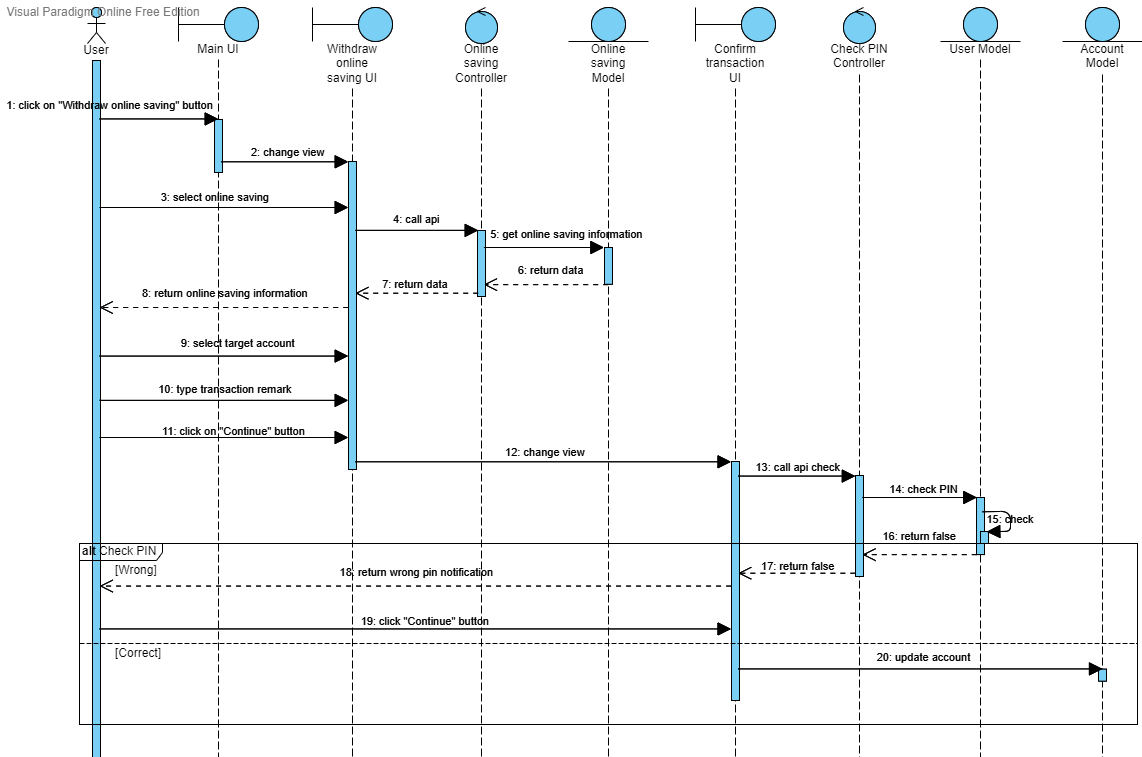 Visual Paradigm Online Free Edition
User
Main UI
Withdraw
online
saving UI
Online
saving
Controller
Online
saving
Model
Confirm
transaction
UI
Check PIN
Controller
User Model
Account
Model
1: click on "Withdraw online saving" button
2: change view
3: select online saving
4: call api
5: get online saving information
6: return data
7: return data
8: return online saving information
9: select target account
10: type transaction remark
11: click on "Continue" button
12: change view
13: call api check
14: check PIN
15: check
16: return false
alt Check PIN
17: return false
[Wrong]
18: return wrong pin notification
19: click "Continue" button
[Correct]
20: update account